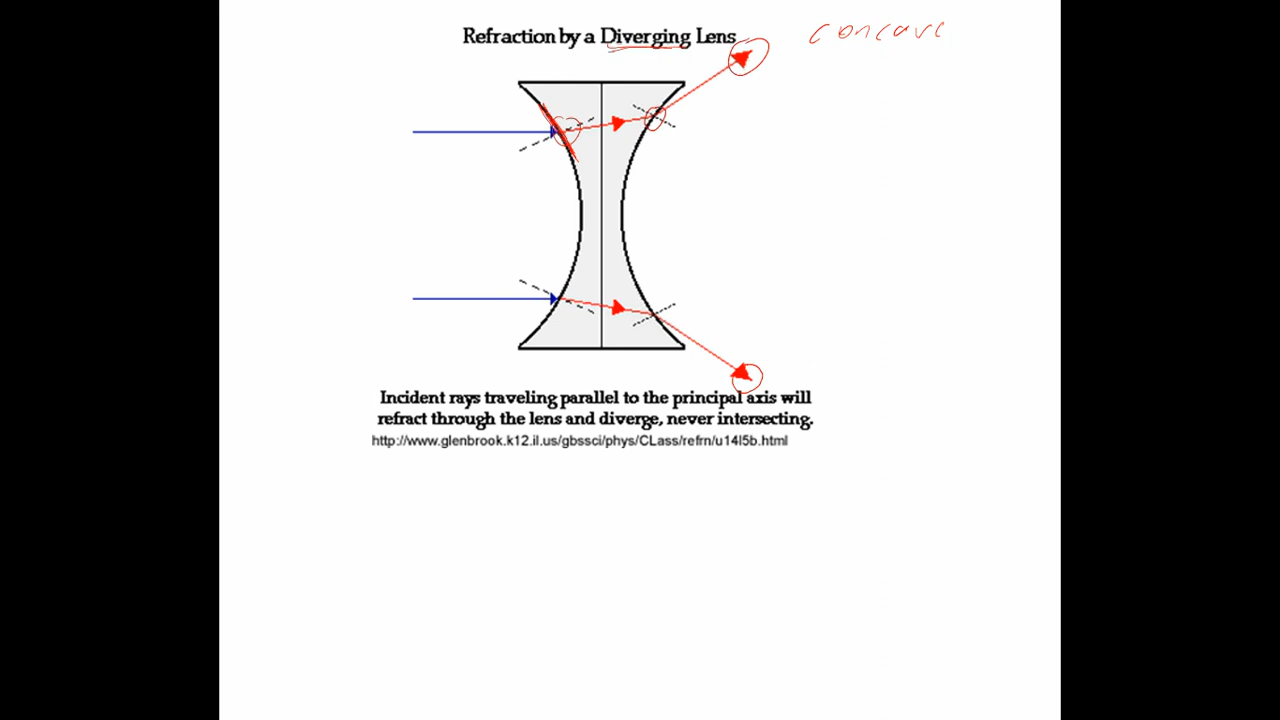 Refraction by a Diverging Lens
concave
Incident rays traveling parallel to the principal axis will
refract through the lens and diverge, never intersecting.
http://www.glenbrook.k12.il.us/gbssci/phys/CLass/refrn/u14l5b.html